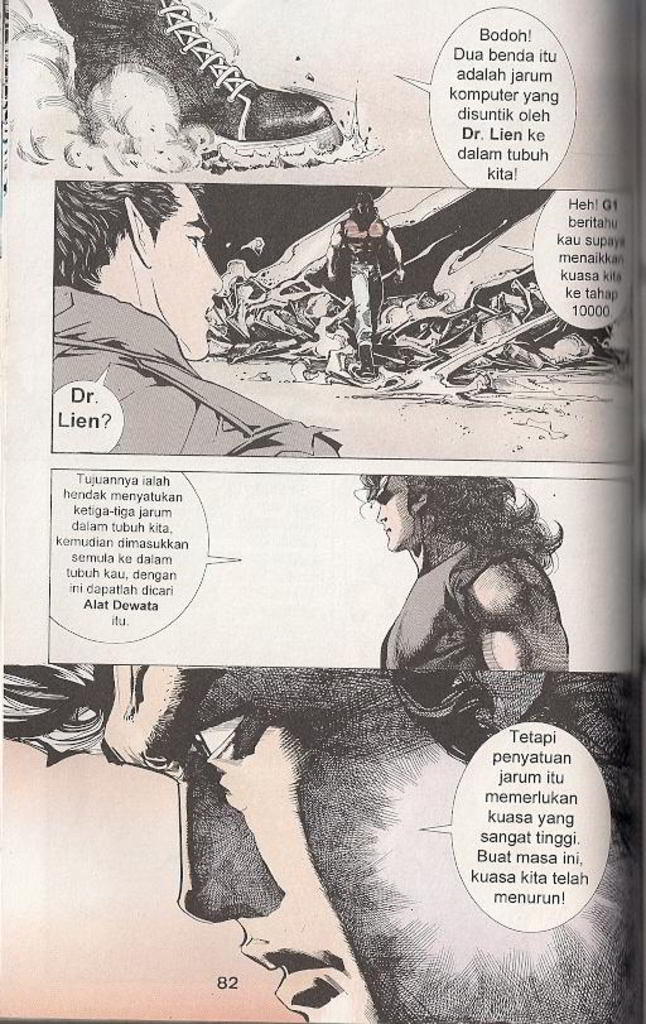 Bodoh!
Dua benda itu
adalah jarum
komputer yang
disuntik oleh
Dr. Lien ke
dalam tubuh
kita!
Heh! G1
beritahu
kau supaya
menaikkan
kuasa kita
ke tahap
10000.
Dr.
Lien?
Tujuannya ialah
hendak menyatukan
ketiga-tiga jarum
dalam tubuh kita,
kemudian dimasukkan
semula ke dalam
tubuh kau, dengan
ini dapatlah dicari
Alat Dewata
itu.
Tetapi
penyatuan
jarum itu
memerlukan
kuasa yang
sangat tinggi.
Buat masa ini,
kuasa kita telah
menurun!
82